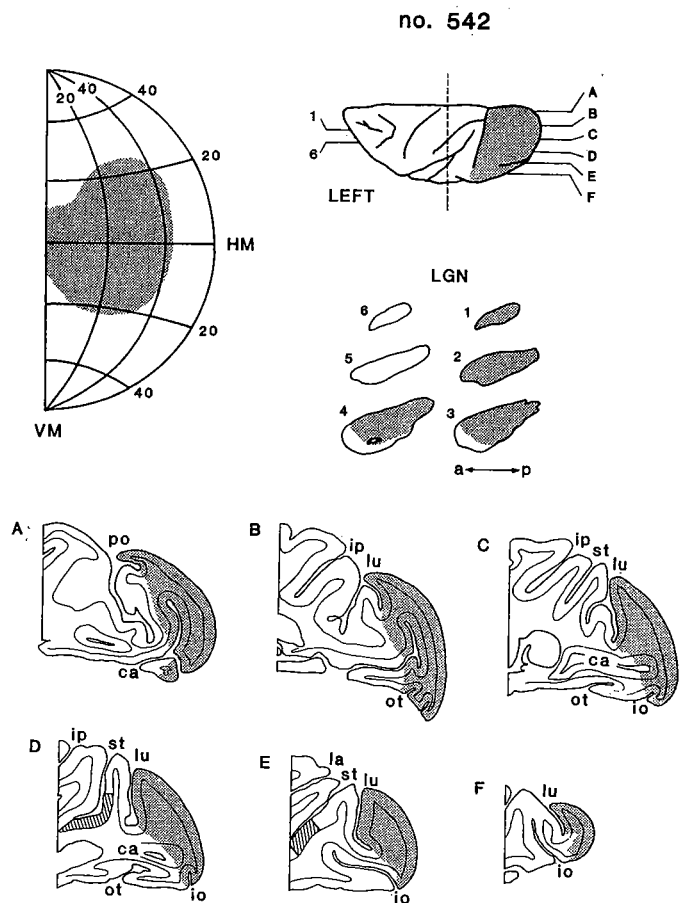 no. 542
40
20
40
20
HM
20
40
VM
1
6
LEFT
A
B
C
D
E
F
LGN
6
1
5
2
4
3
a p
A
po
ca
B
ip
lu
ot
C
ip
st
lu
ca
ot
io
D
ip
st
lu
ca
ot
io
E
la
st
lu
io
F
lu
io